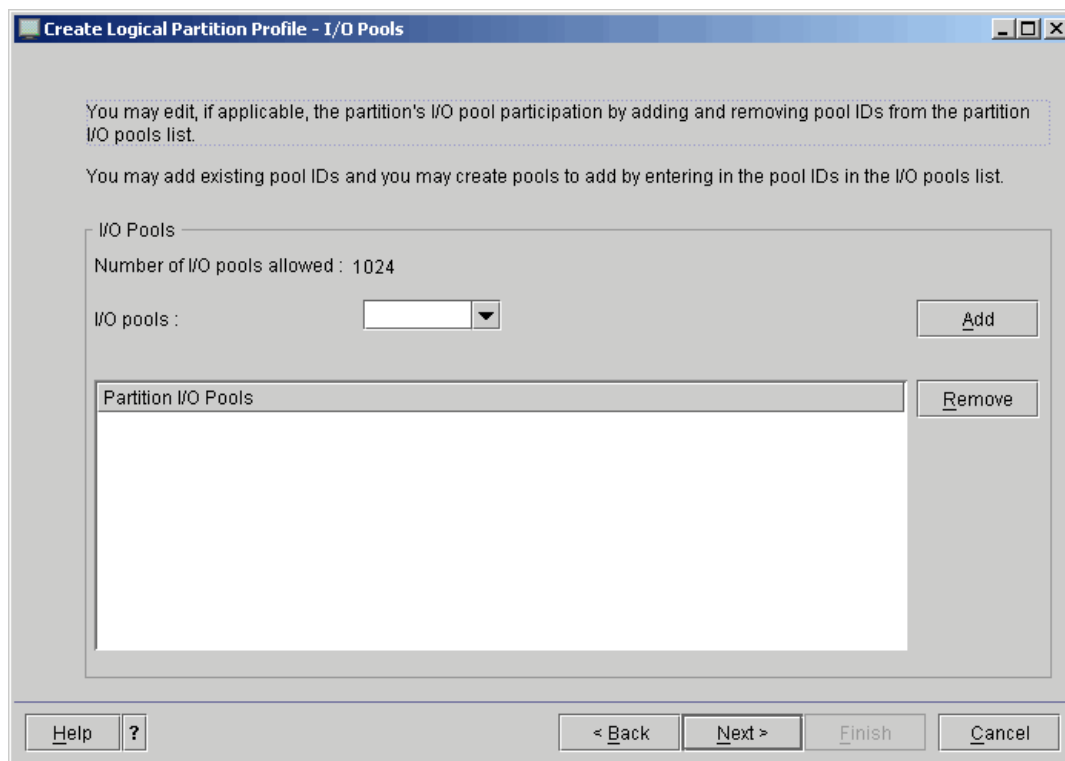 Create Logical Partition Profile - I/O Pools
You may edit, if applicable, the partition's I/O pool participation by adding and removing pool IDs from the partition
I/O pools list.
You may add existing pool IDs and you may create pools to add by entering in the pool IDs in the I/O pools list.
I/O Pools
Number of I/O pools allowed : 1024
I/O pools :
Add
Partition I/O Pools
Remove
Help
?
< Back
Next >
Finish
Cancel